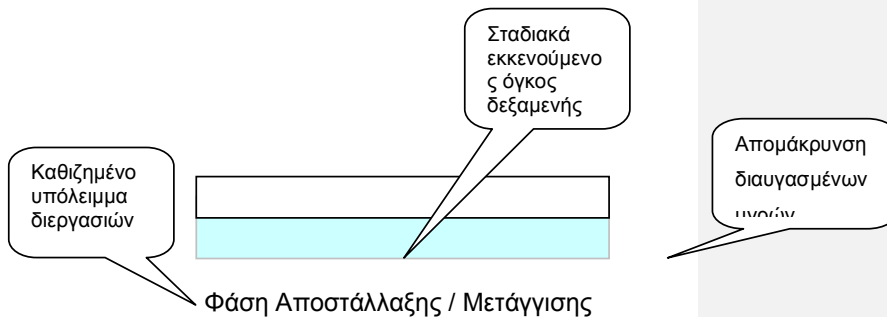 Σταδιακά
εκκενούμενο
ς όγκος
δεξαμενής
Καθιζημένο
υπόλειμμα
διεργασιών
Απομάκρυνση
διαυγασμένων
Φάση Αποστάλλαξης / Μετάγγισης